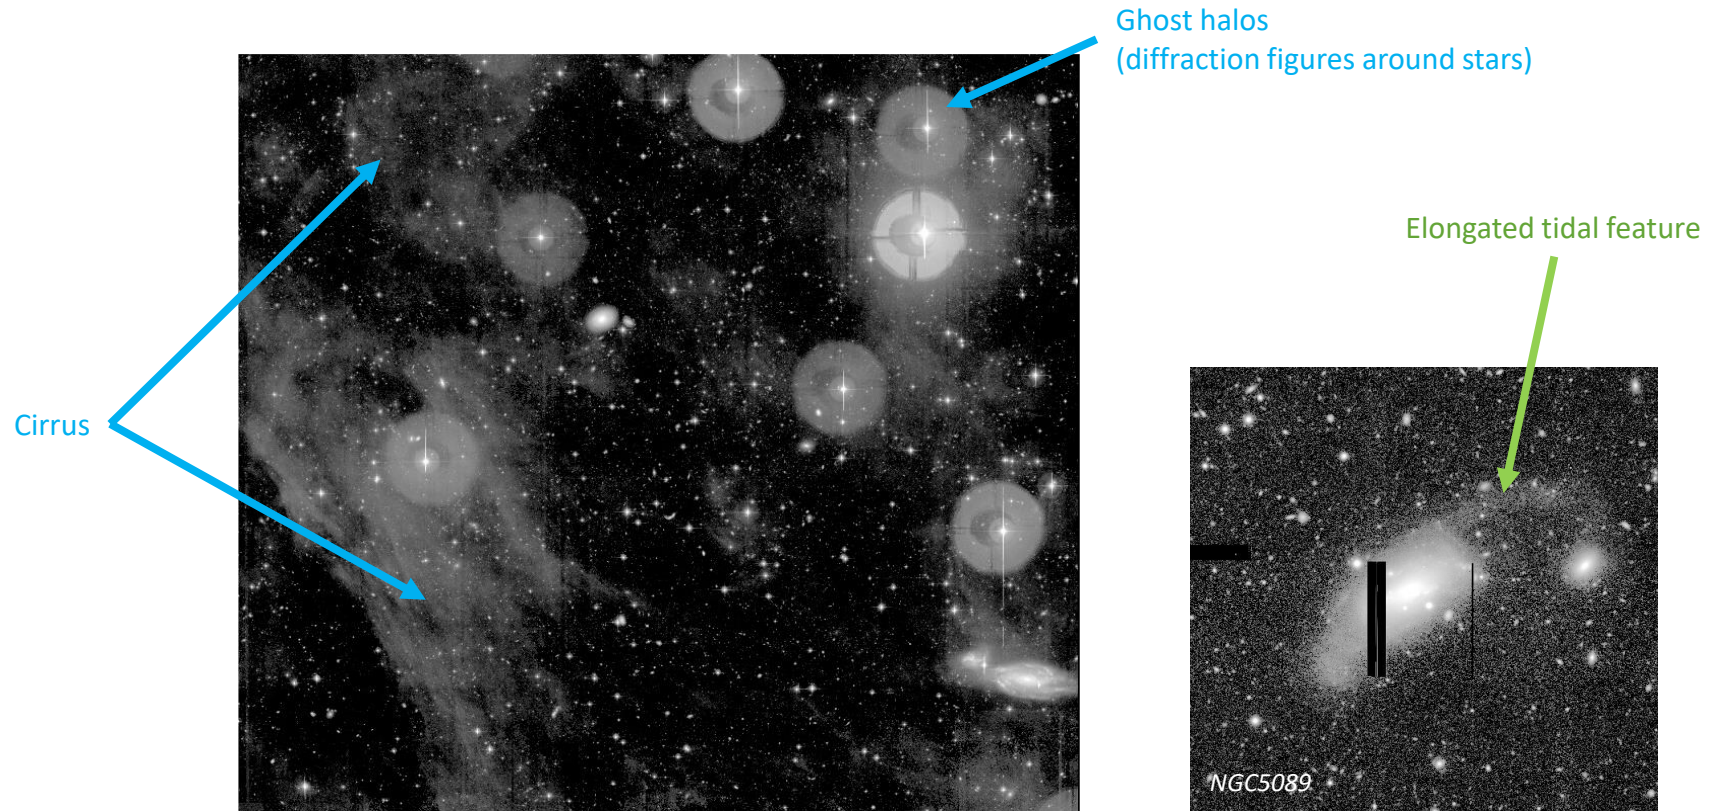 Ghost halos
(diffraction figures around stars)
Elongated tidal feature
Cirrus
NGC5089